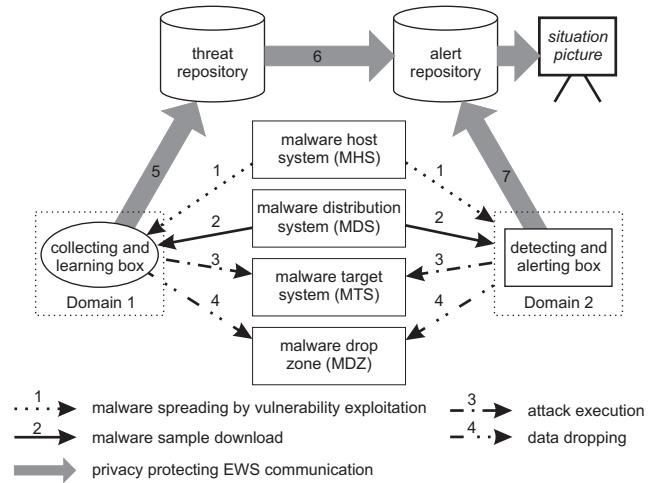 threat
repository
6
alert
repository
situation
picture
malware host
system (MHS)
5
1
1
7
malware distribution
system (MDS)
2
2
collecting and
learning box
Domain 1
detecting and
alerting box
Domain 2
3
3
malware target
system (MTS)
4
4
malware drop
zone (MDZ)
1
malware spreading by vulnerability exploitation
3
attack execution
2
malware sample download
4
data dropping
privacy protecting EWS communication